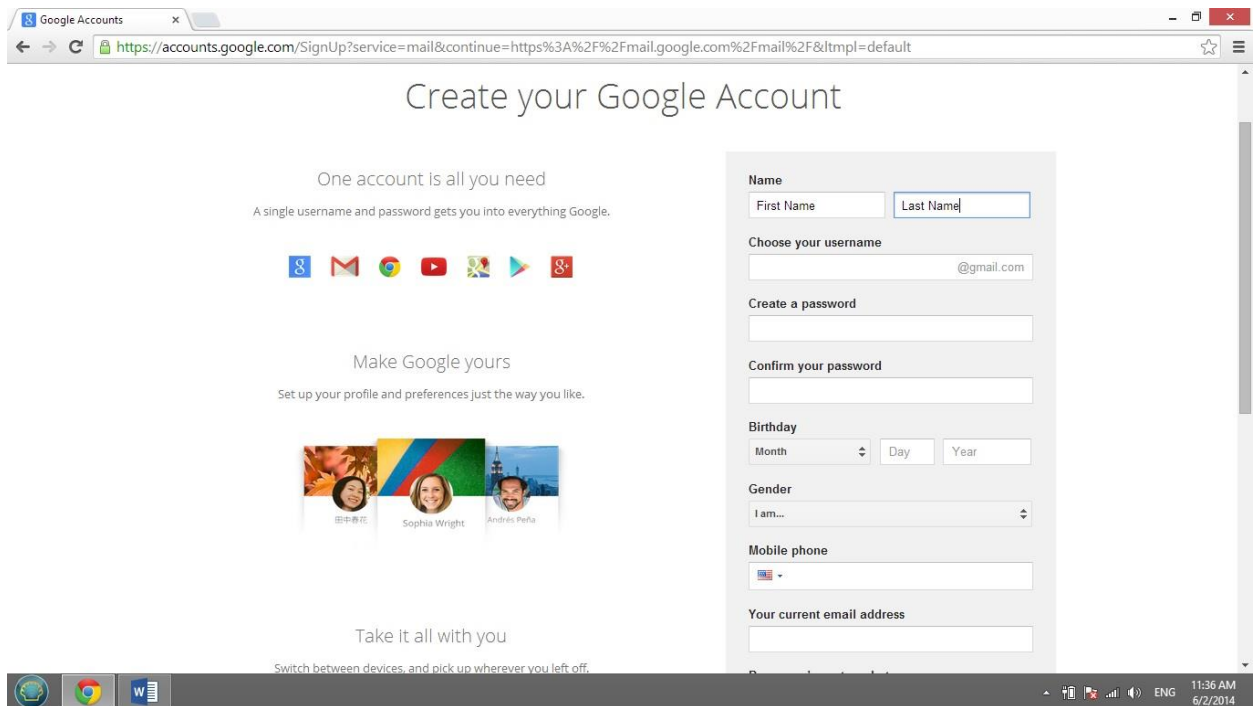 Google Accounts
https://accounts.google.com/SignUp?service=mail&continue=https%3A%2F%2Fmail.google.com%2Fmail%2F&ltmpl=default
Create your Google Account
One account is all you need
A single username and password gets you into everything Google.
Make Google yours
Set up your profile and preferences just the way you like.
田中春花
Sophia Wright
Andrés Peña
Take it all with you
Switch between devices, and pick up wherever you left off.
Name
First Name Last Name
Choose your username
@gmail.com
Create a password
Confirm your password
Birthday
Month Day Year
Gender
I am...
Mobile phone
Your current email address
ENG
11:36 AM
6/2/2014